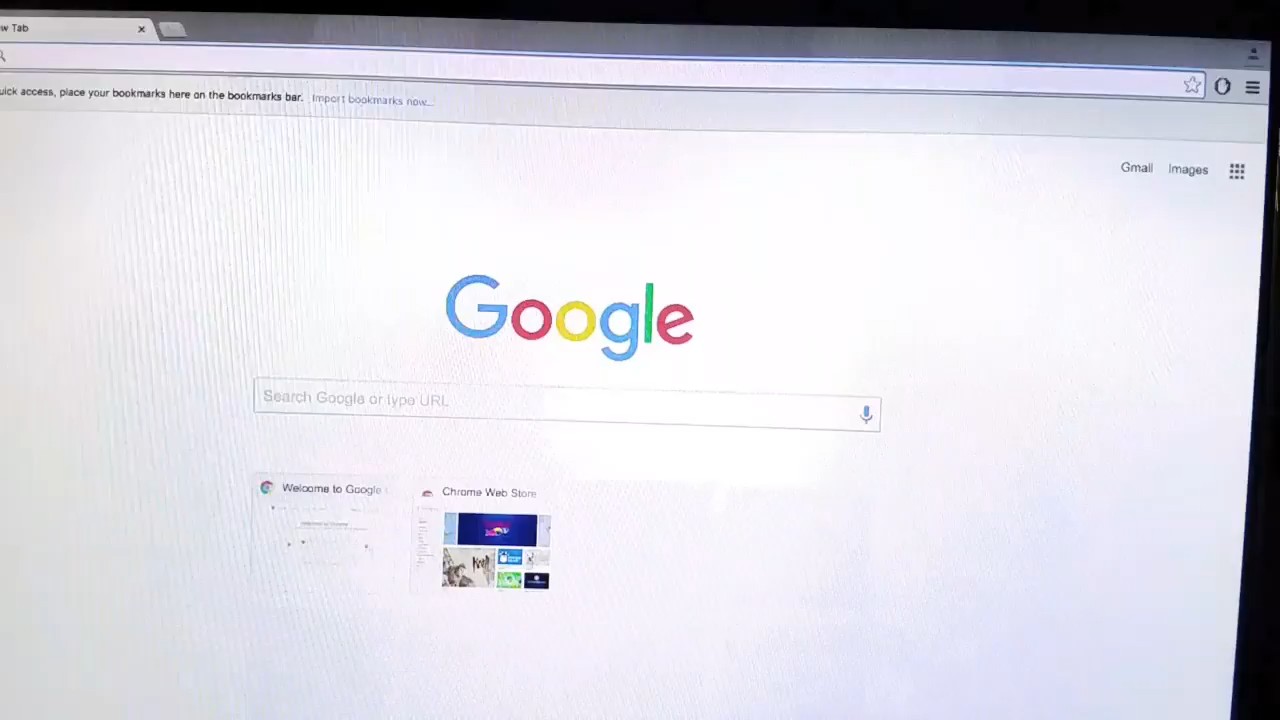 w Tab
uick access, place your bookmarks here on the bookmarks bar. Import bookmarks now...
Gmail Images
Google
Search Google or type URL
Welcome to Google
Chrome Web Store